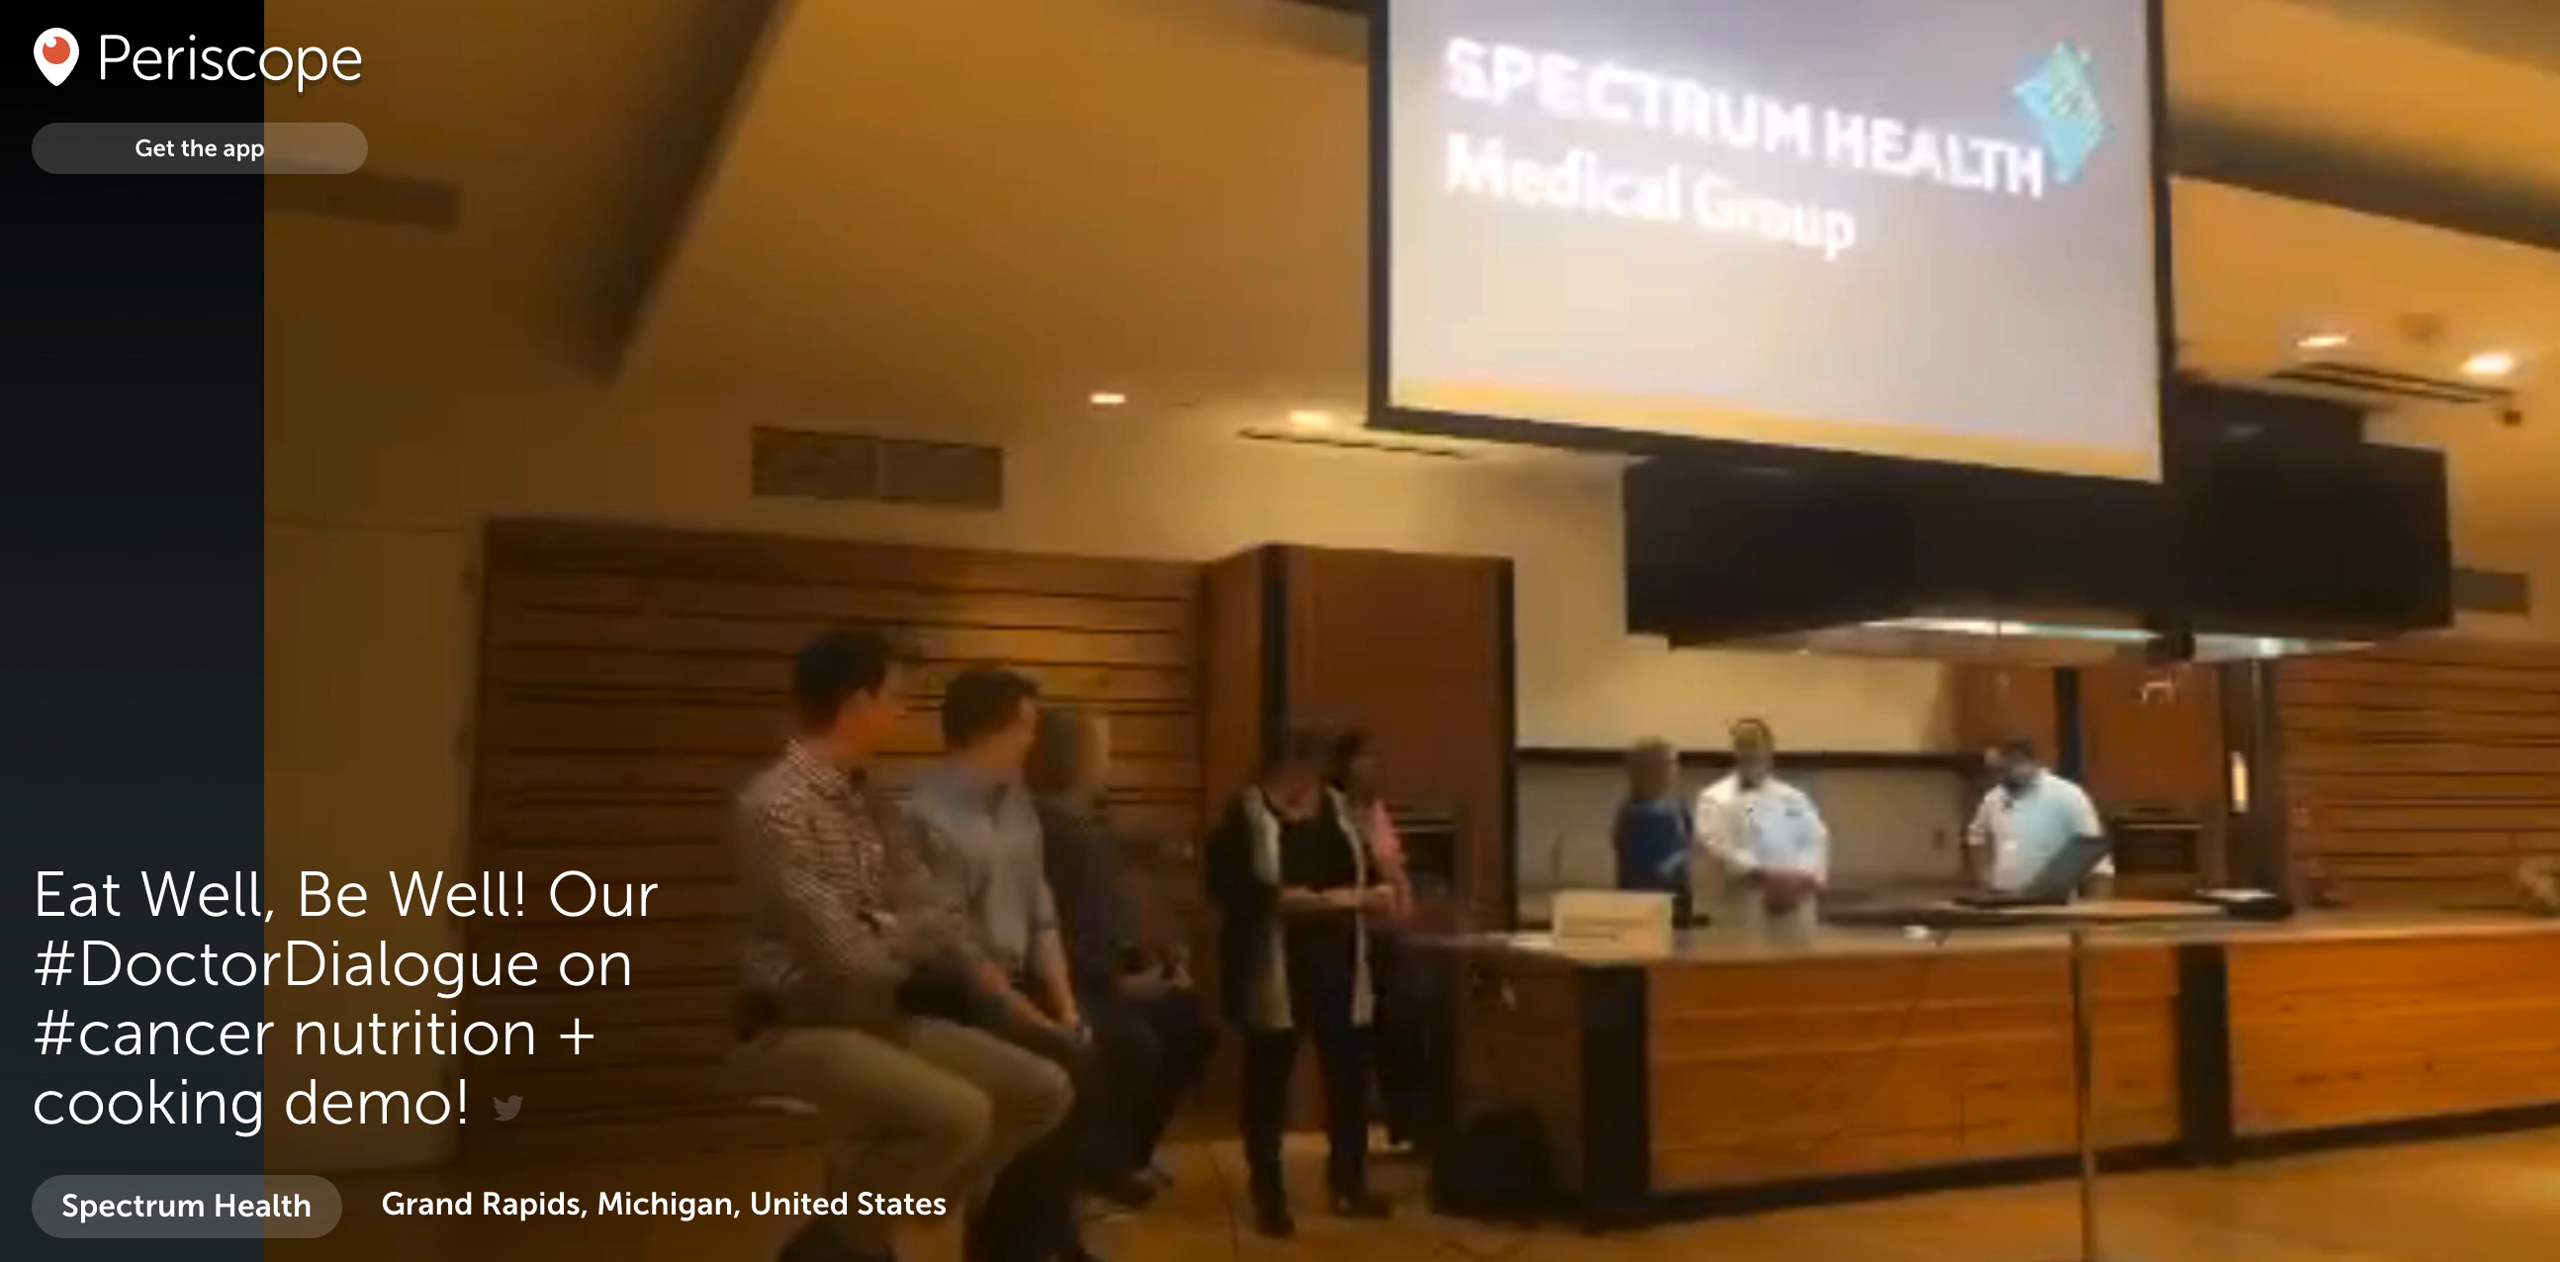 Periscope
Get the app
SPECTRUM HEALTH
Medical Group
Eat Well, Be Well! Our
#DoctorDialogue on
#cancer nutrition +
cooking demo!
Spectrum Health
Grand Rapids, Michigan, United States